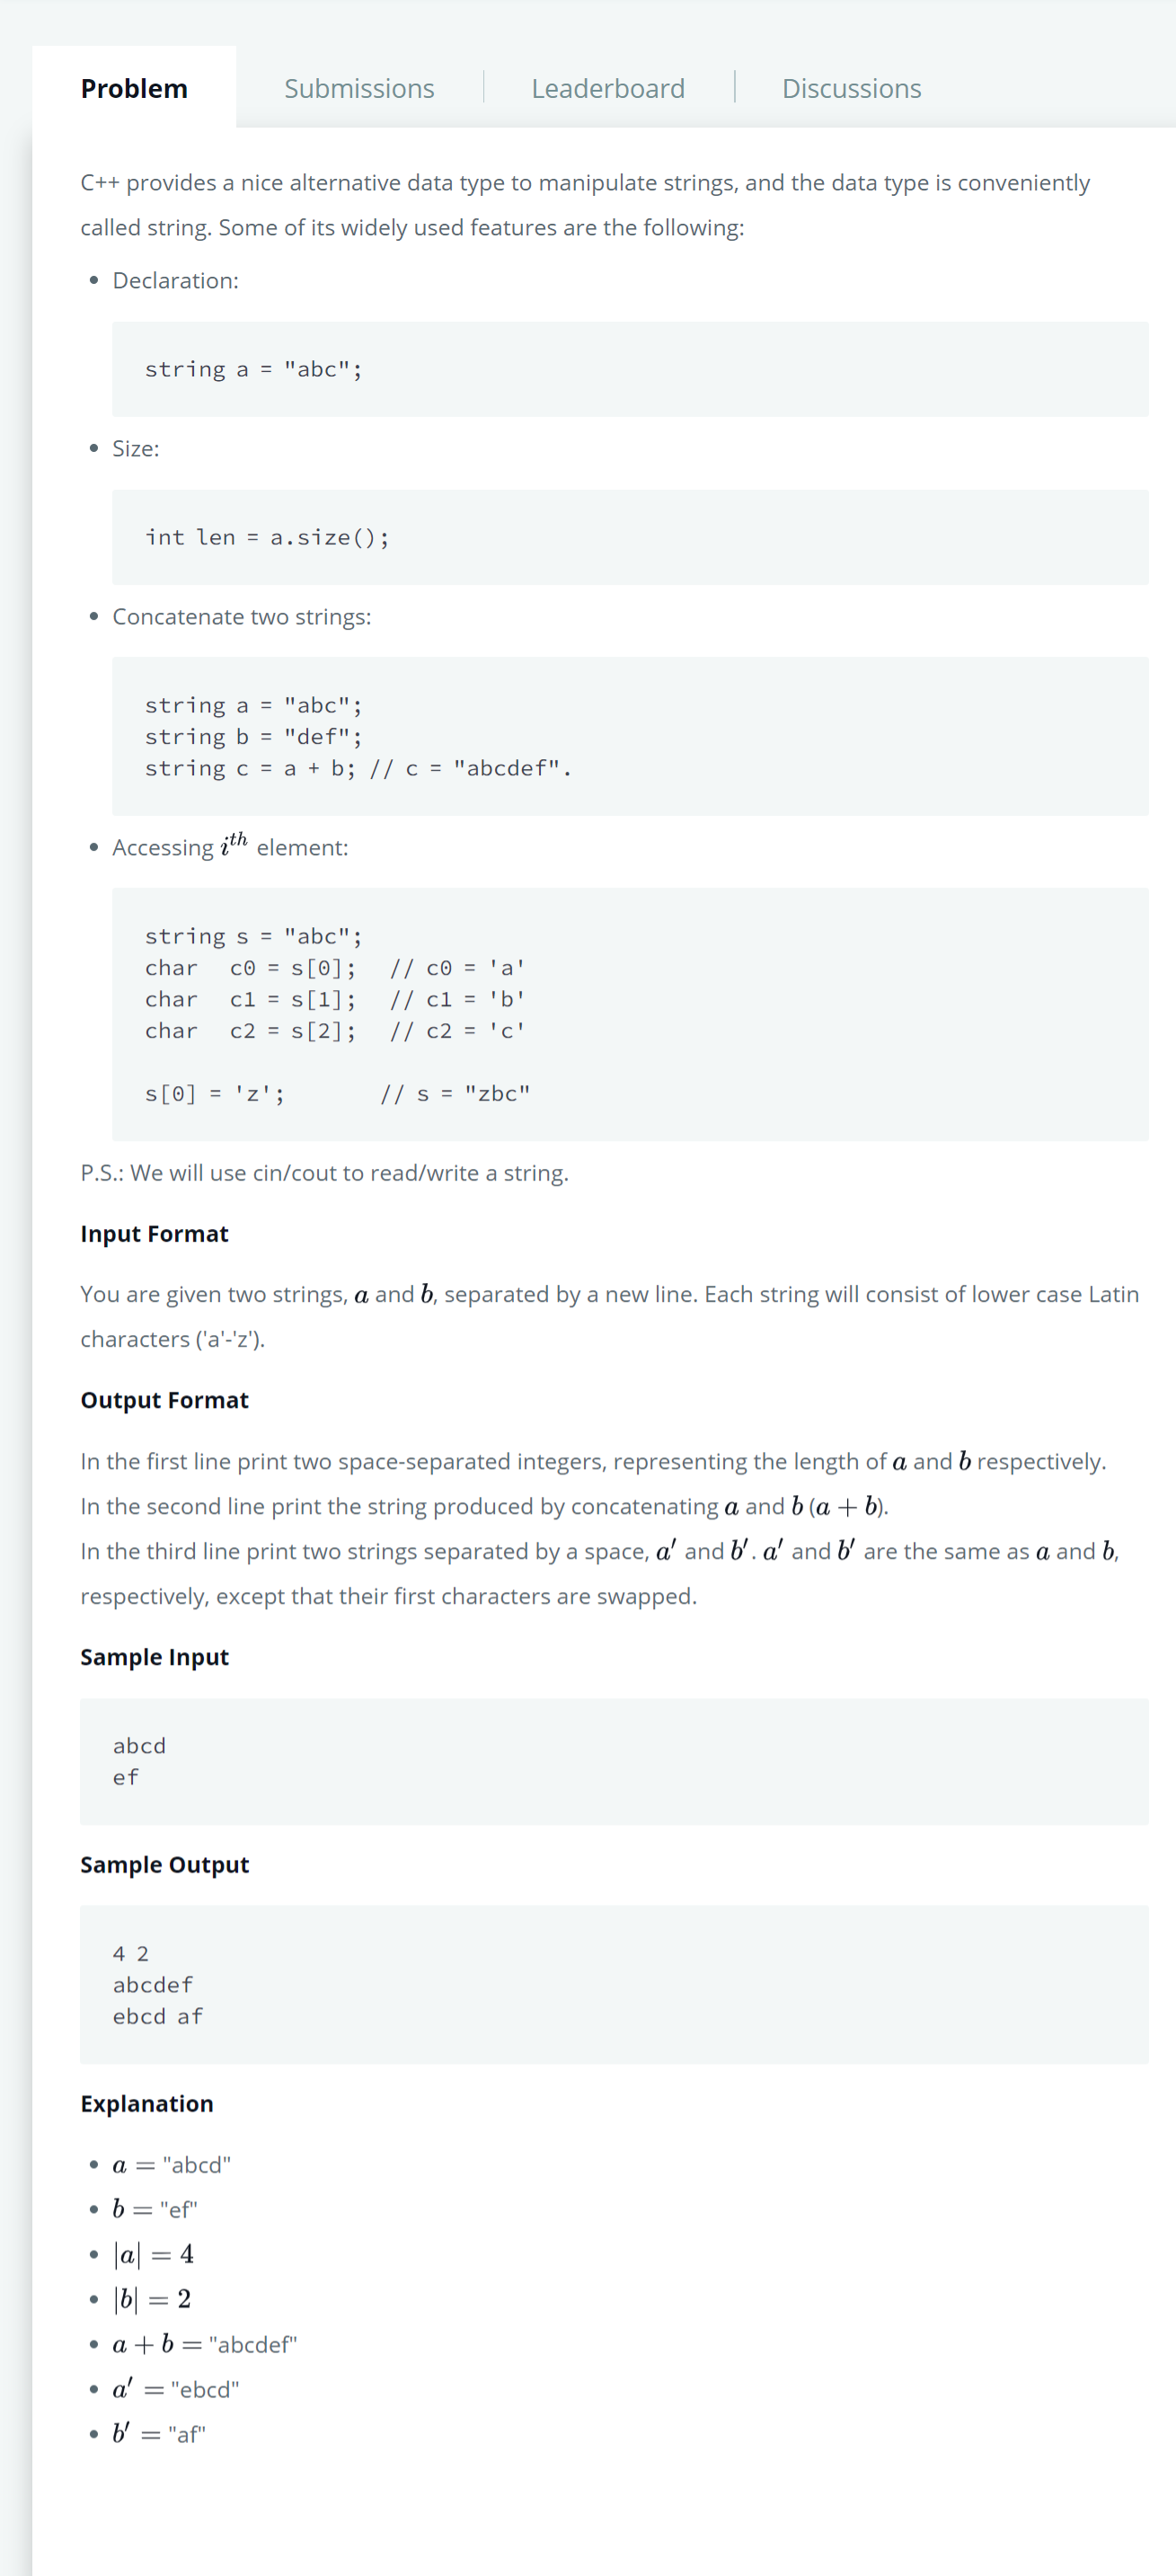 Problem
Submissions
Leaderboard
Discussions
C++ provides a nice alternative data type to manipulate strings, and the data type is conveniently
called string. Some of its widely used features are the following:
• Declaration:
string a = "abc";
• Size:
int len = a.size();
• Concatenate two strings:
string a = "abc";
string b = "def";
string c = a + b; // c = "abcdef".
• Accessing i^th element:
string s = "abc";
char   c0 = s[0];   // c0 = 'a'
char   c1 = s[1];   // c1 = 'b'
char   c2 = s[2];   // c2 = 'c'
s[0] = 'z';         // s = "zbc"
P.S.: We will use cin/cout to read/write a string.
Input Format
You are given two strings, a and b, separated by a new line. Each string will consist of lower case Latin
characters ('a'-'z').
Output Format
In the first line print two space-separated integers, representing the length of a and b respectively.
In the second line print the string produced by concatenating a and b (a + b).
In the third line print two strings separated by a space, a′ and b′. a′ and b′ are the same as a and b,
respectively, except that their first characters are swapped.
Sample Input
abcd
ef
Sample Output
4 2
abcdef
ebcd af
Explanation
• a = "abcd"
• b = "ef"
• |a| = 4
• |b| = 2
• a + b = "abcdef"
• a′ = "ebcd"
• b′ = "af"